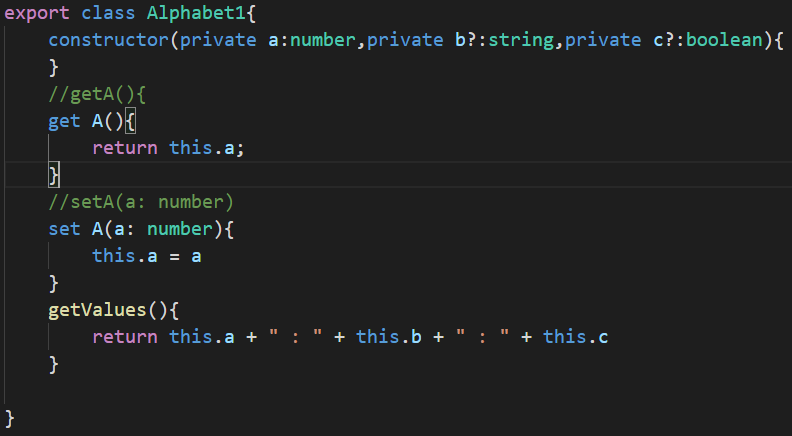 export class Alphabet1{
    constructor(private a:number,private b?:string,private c?:boolean){
    }
    //getA(){
    get A(){
        return this.a;
    }
    //setA(a: number)
    set A(a: number){
        this.a = a
    }
    getValues(){
        return this.a + " : " + this.b + " : " + this.c
    }

}